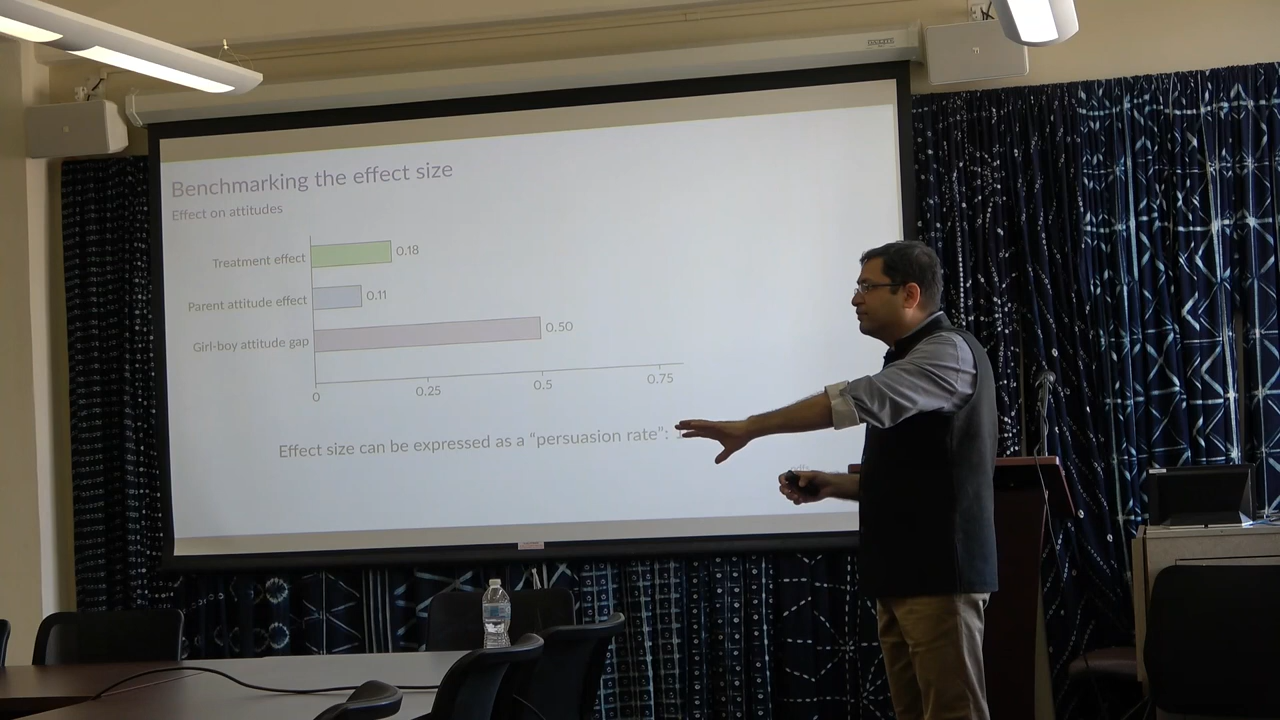 Benchmarking the effect size
Effect on attitudes
Treatment effect 0.18
Parent attitude effect 0.11
Girl-boy attitude gap 0.50
0 0.25 0.5 0.75
Effect size can be expressed as a “persuasion rate”: